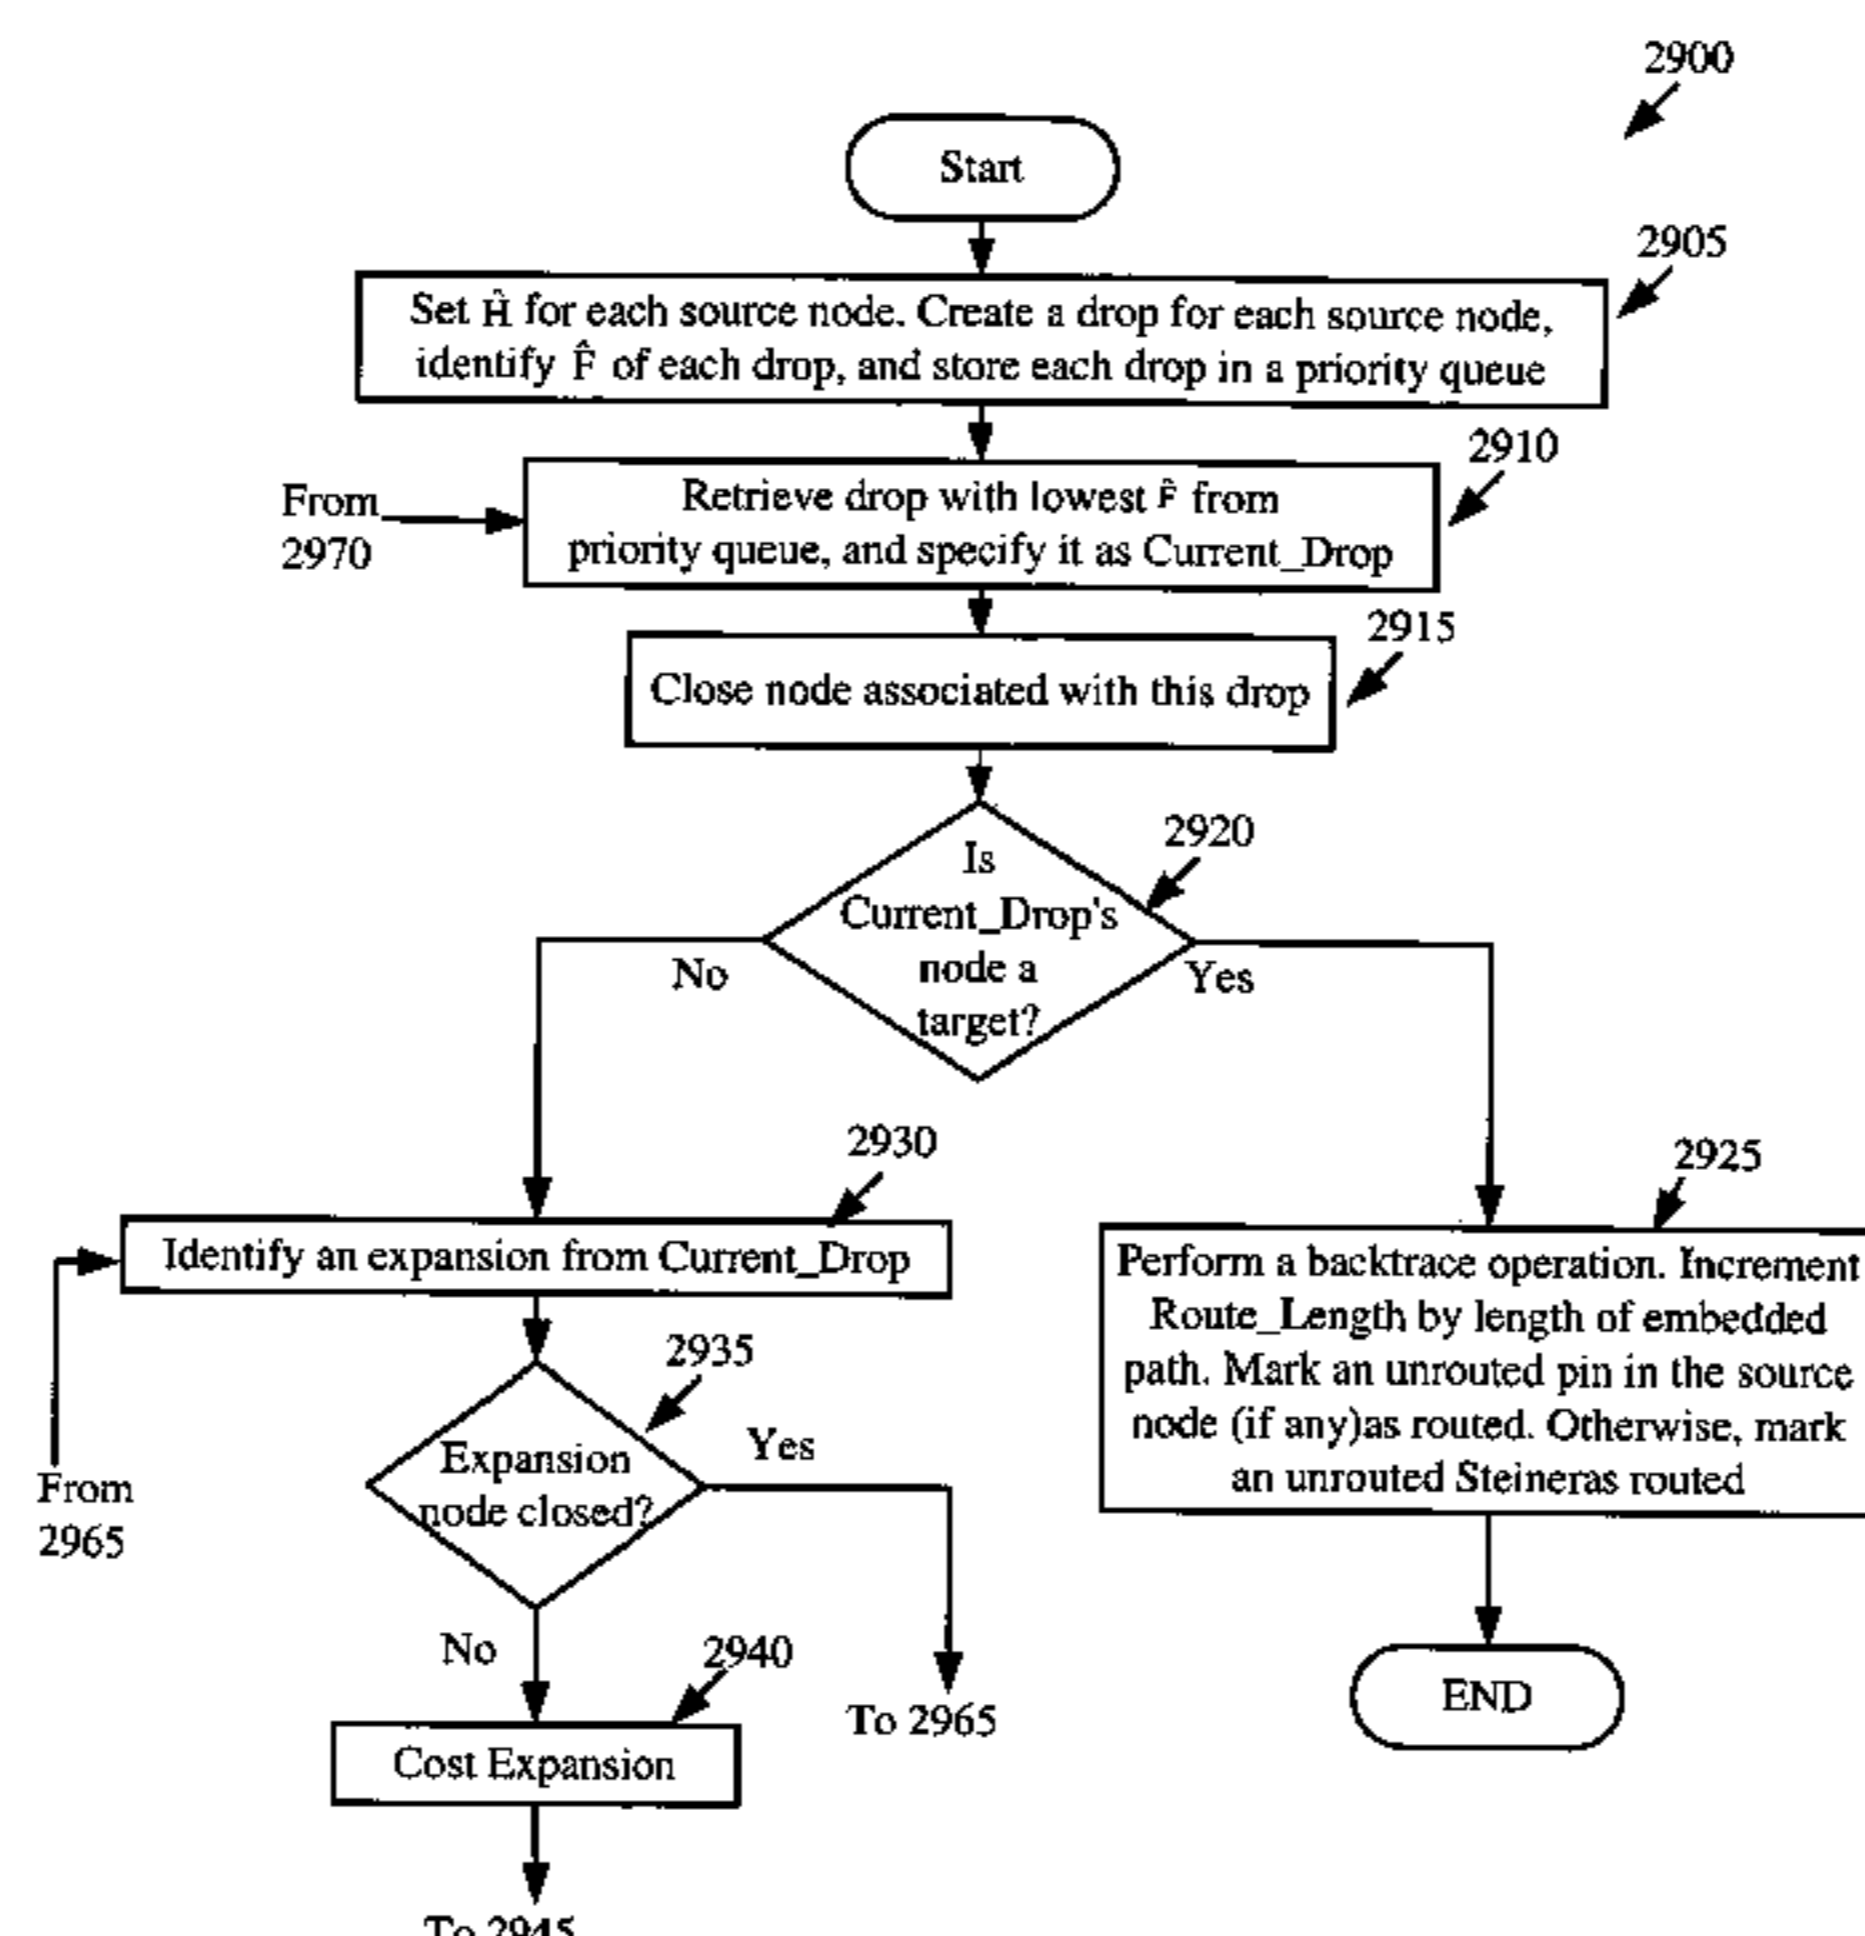 2900
Start
2905
Set Ĥ for each source node. Create a drop for each source node,
identify F̂ of each drop, and store each drop in a priority queue
2910
From
2970
Retrieve drop with lowest F̂ from
priority queue, and specify it as Current_Drop
2915
Close node associated with this drop
2920
Is
Current_Drop's
node a
target?
No
Yes
2930
2925
Identify an expansion from Current_Drop
Perform a backtrace operation. Increment
Route_Length by length of embedded
path. Mark an unrouted pin in the source
node (if any)as routed. Otherwise, mark
an unrouted Steineras routed
2935
Expansion
node closed?
Yes
From
2965
No
2940
To 2965
END
Cost Expansion
To 2945